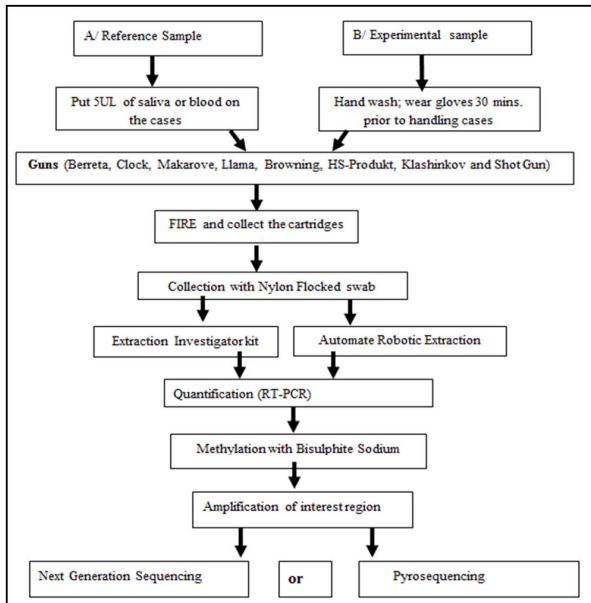 A/ Reference Sample
B/ Experimental sample
Put 5UL of saliva or blood on
the cases
Hand wash; wear gloves 30 mins.
prior to handling cases
Guns (Berreta, Clock, Makarove, Llama, Browning, HS-Produkt, Klashinkov and Shot Gun)
FIRE and collect the cartridges
Collection with Nylon Flocked swab
Extraction Investigator kit
Automate Robotic Extraction
Quantification (RT-PCR)
Methylation with Bisulphite Sodium
Amplification of interest region
Next Generation Sequencing
or
Pyrosequencing